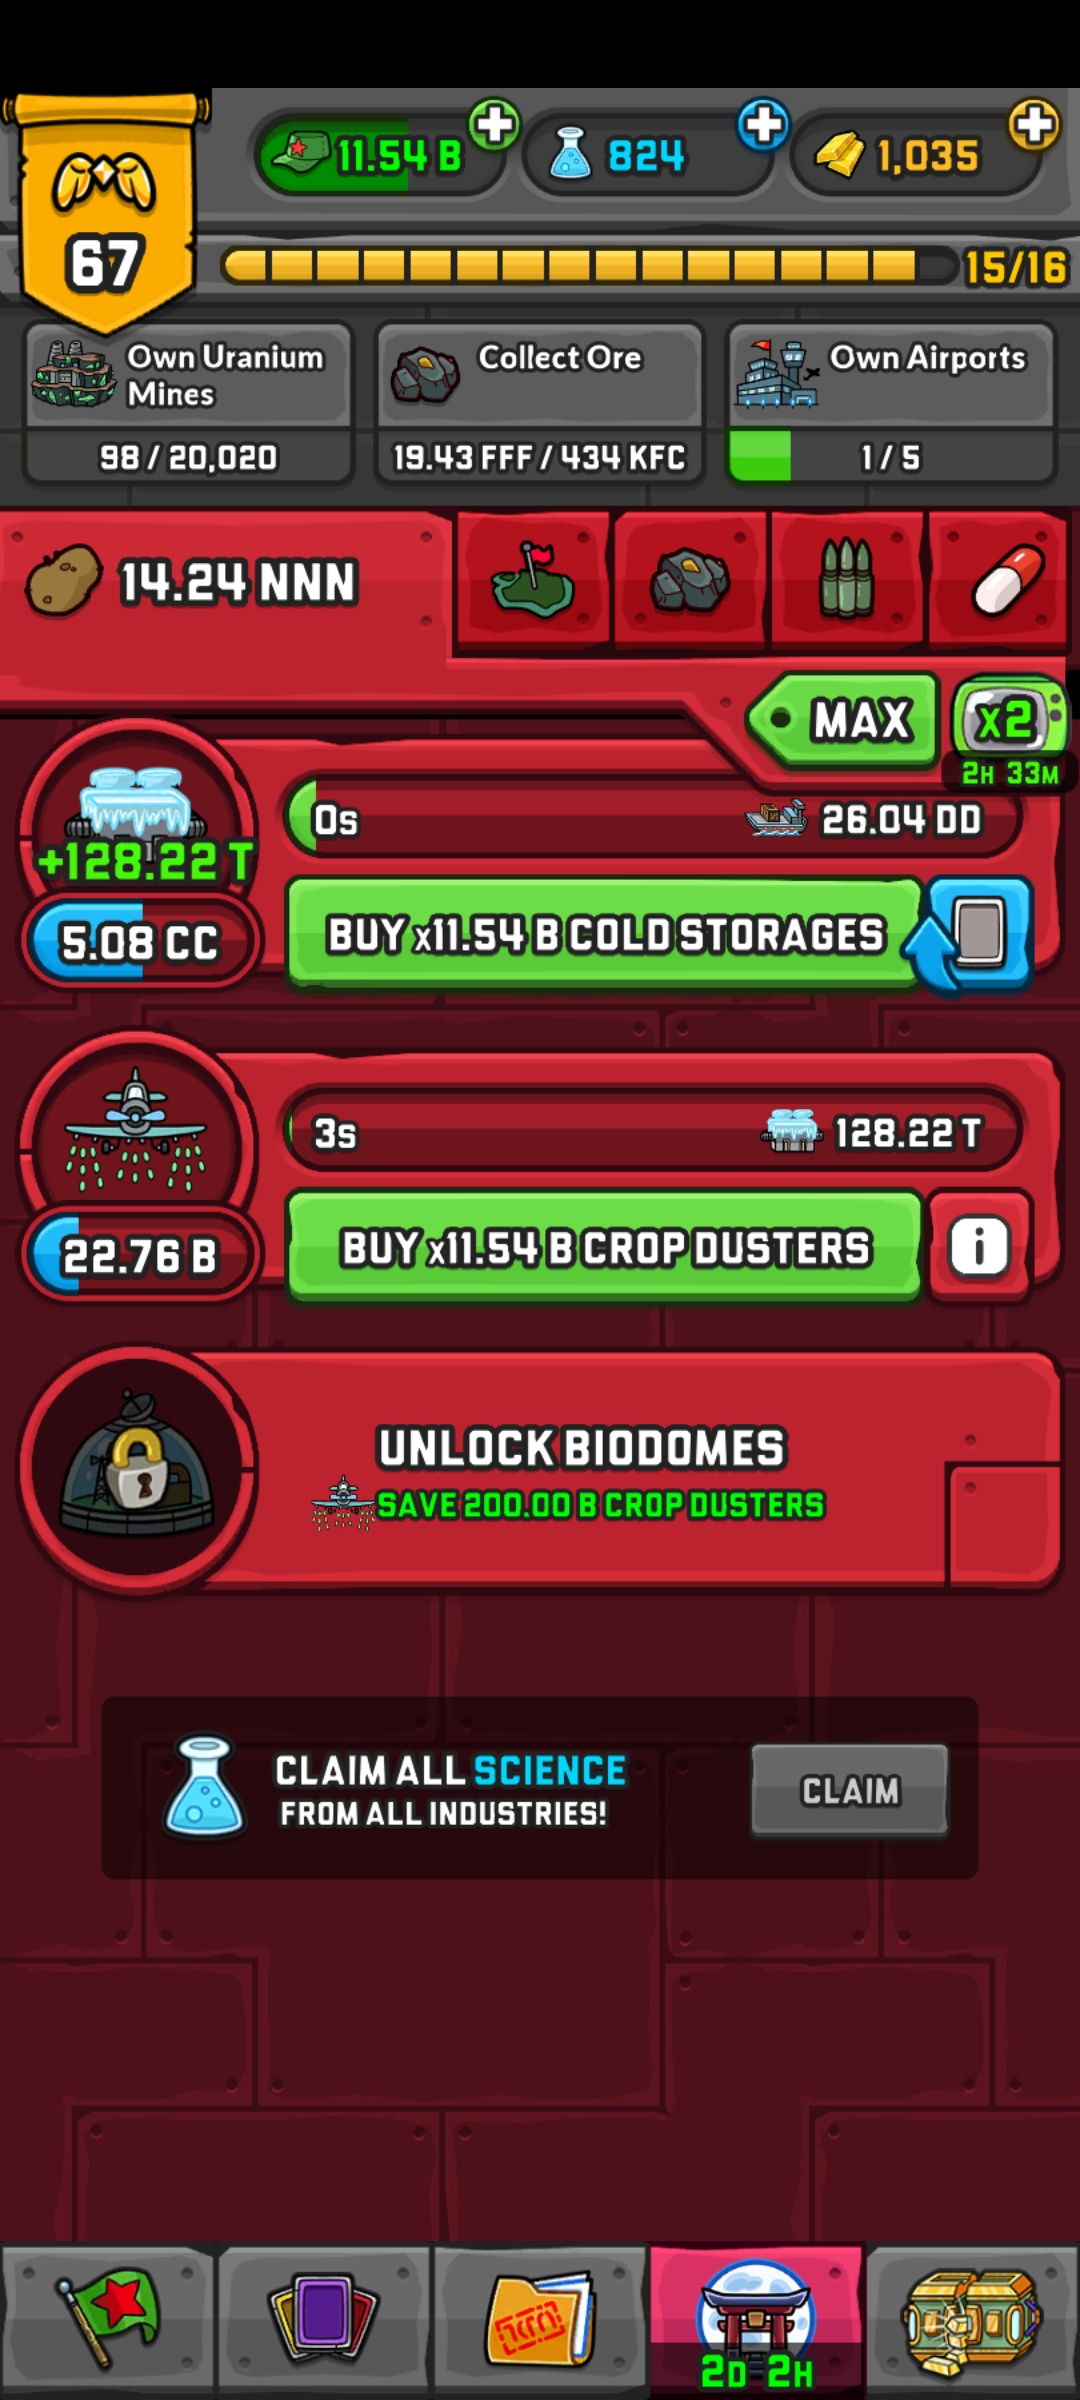 67
11.54 B
824
1,035
15/16
Own Uranium
Mines
98 / 20,020
Collect Ore
19.43 FFF / 434 KFC
Own Airports
1 / 5
14.24 NNN
MAX
x2
2H 33M
+128.22 T
5.08 CC
0s
26.04 DD
BUY x11.54 B COLD STORAGES
22.76 B
3s
128.22 T
BUY x11.54 B CROP DUSTERS
i
UNLOCK BIODOMES
SAVE 200.00 B CROP DUSTERS
CLAIM ALL SCIENCE
FROM ALL INDUSTRIES!
CLAIM
2D 2H